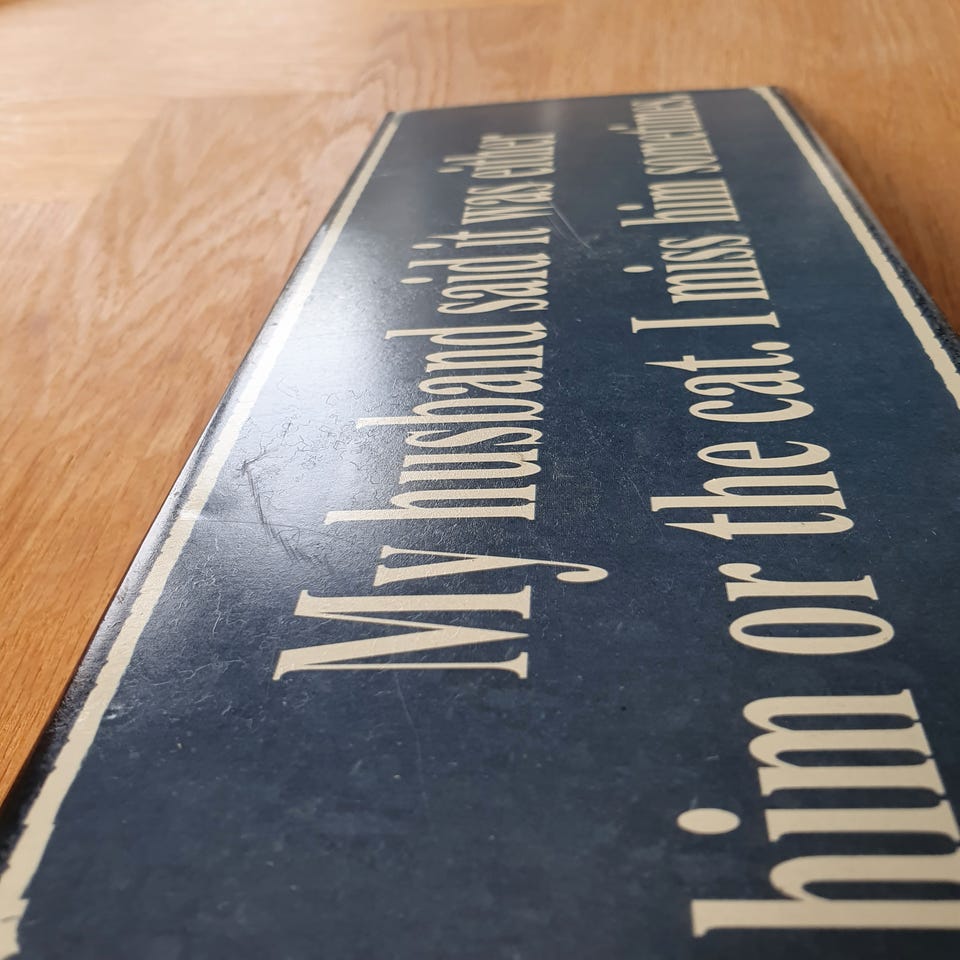 My husband said it was either
him or the cat. I miss him sometimes.